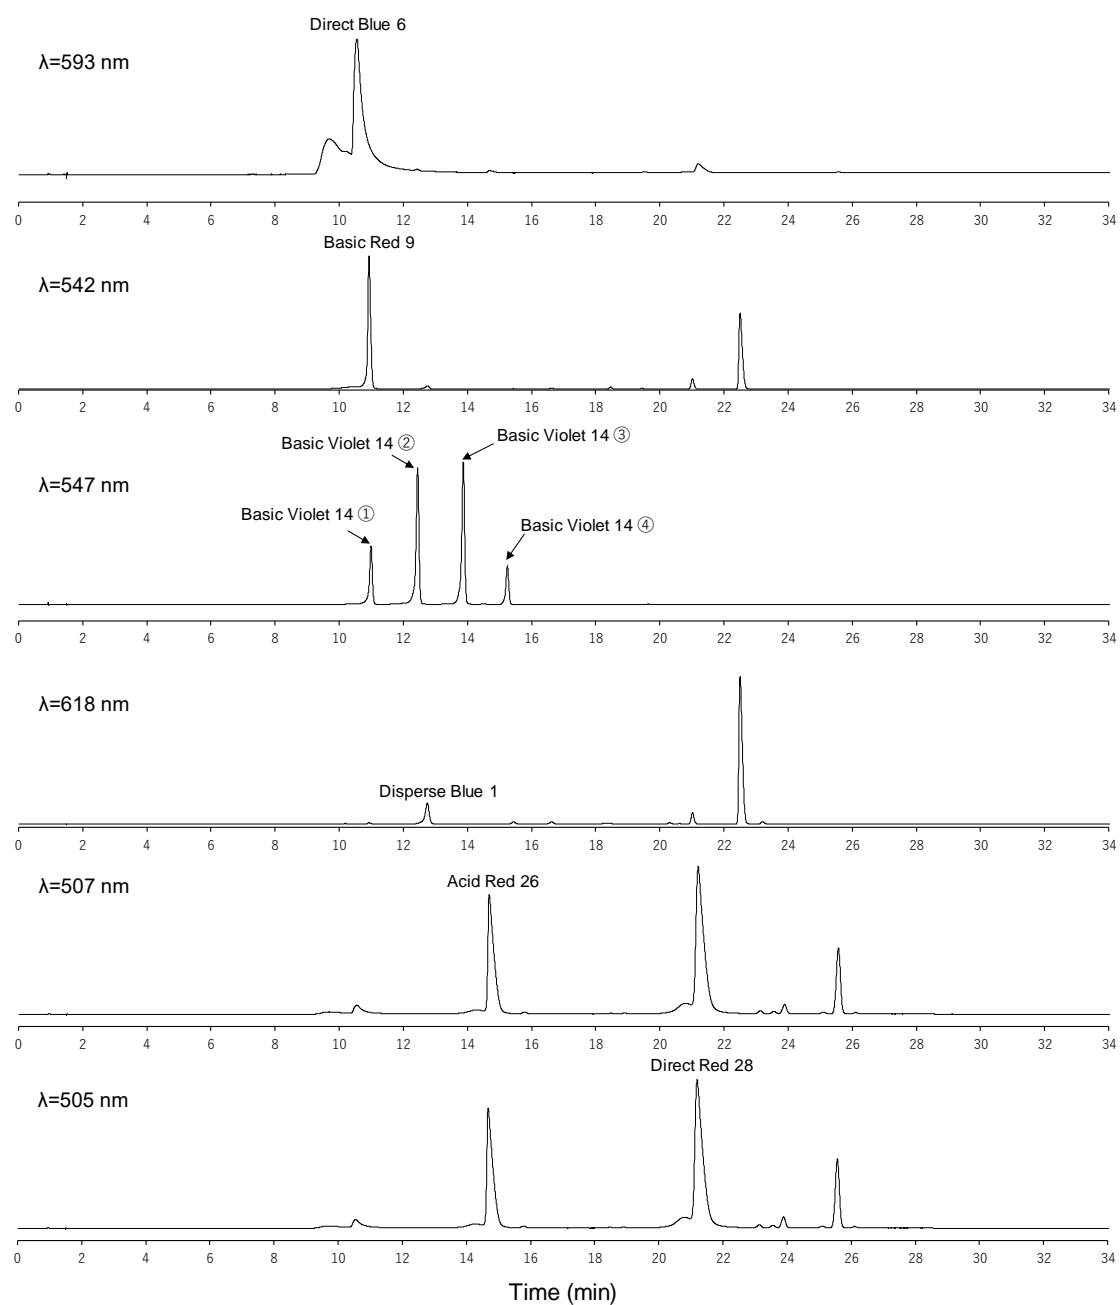 Direct Blue 6
λ=593 nm
0 2 4 6 8 10 12 14 16 18 20 22 24 26 28 30 32 34
Basic Red 9
λ=542 nm
0 2 4 6 8 10 12 14 16 18 20 22 24 26 28 30 32 34
Basic Violet 14 ③
Basic Violet 14 ②
λ=547 nm
Basic Violet 14 ①
Basic Violet 14 ④
0 2 4 6 8 10 12 14 16 18 20 22 24 26 28 30 32 34
λ=618 nm
Disperse Blue 1
0 2 4 6 8 10 12 14 16 18 20 22 24 26 28 30 32 34
Acid Red 26
λ=507 nm
0 2 4 6 8 10 12 14 16 18 20 22 24 26 28 30 32 34
Direct Red 28
λ=505 nm
0 2 4 6 8 10 12 14 16 18 20 22 24 26 28 30 32 34
Time (min)